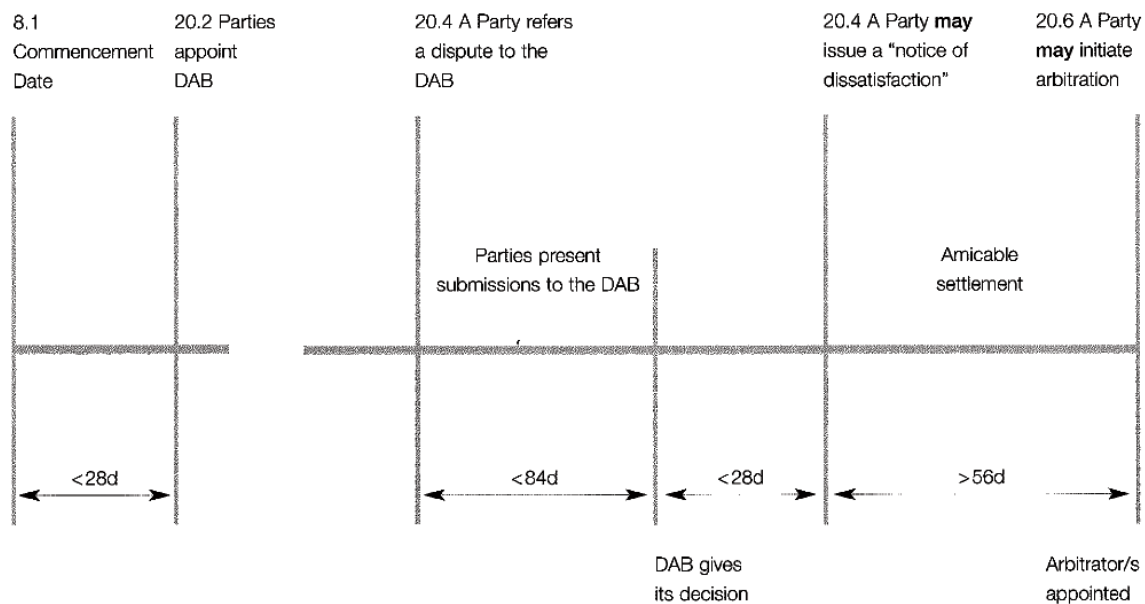 8.1
Commencement
Date
20.2 Parties
appoint
DAB
20.4 A Party refers
a dispute to the
DAB
20.4 A Party may
issue a “notice of
dissatisfaction”
20.6 A Party
may initiate
arbitration
Parties present
submissions to the DAB
Amicable
settlement
<28d
<84d
<28d
>56d
DAB gives
its decision
Arbitrator/s
appointed